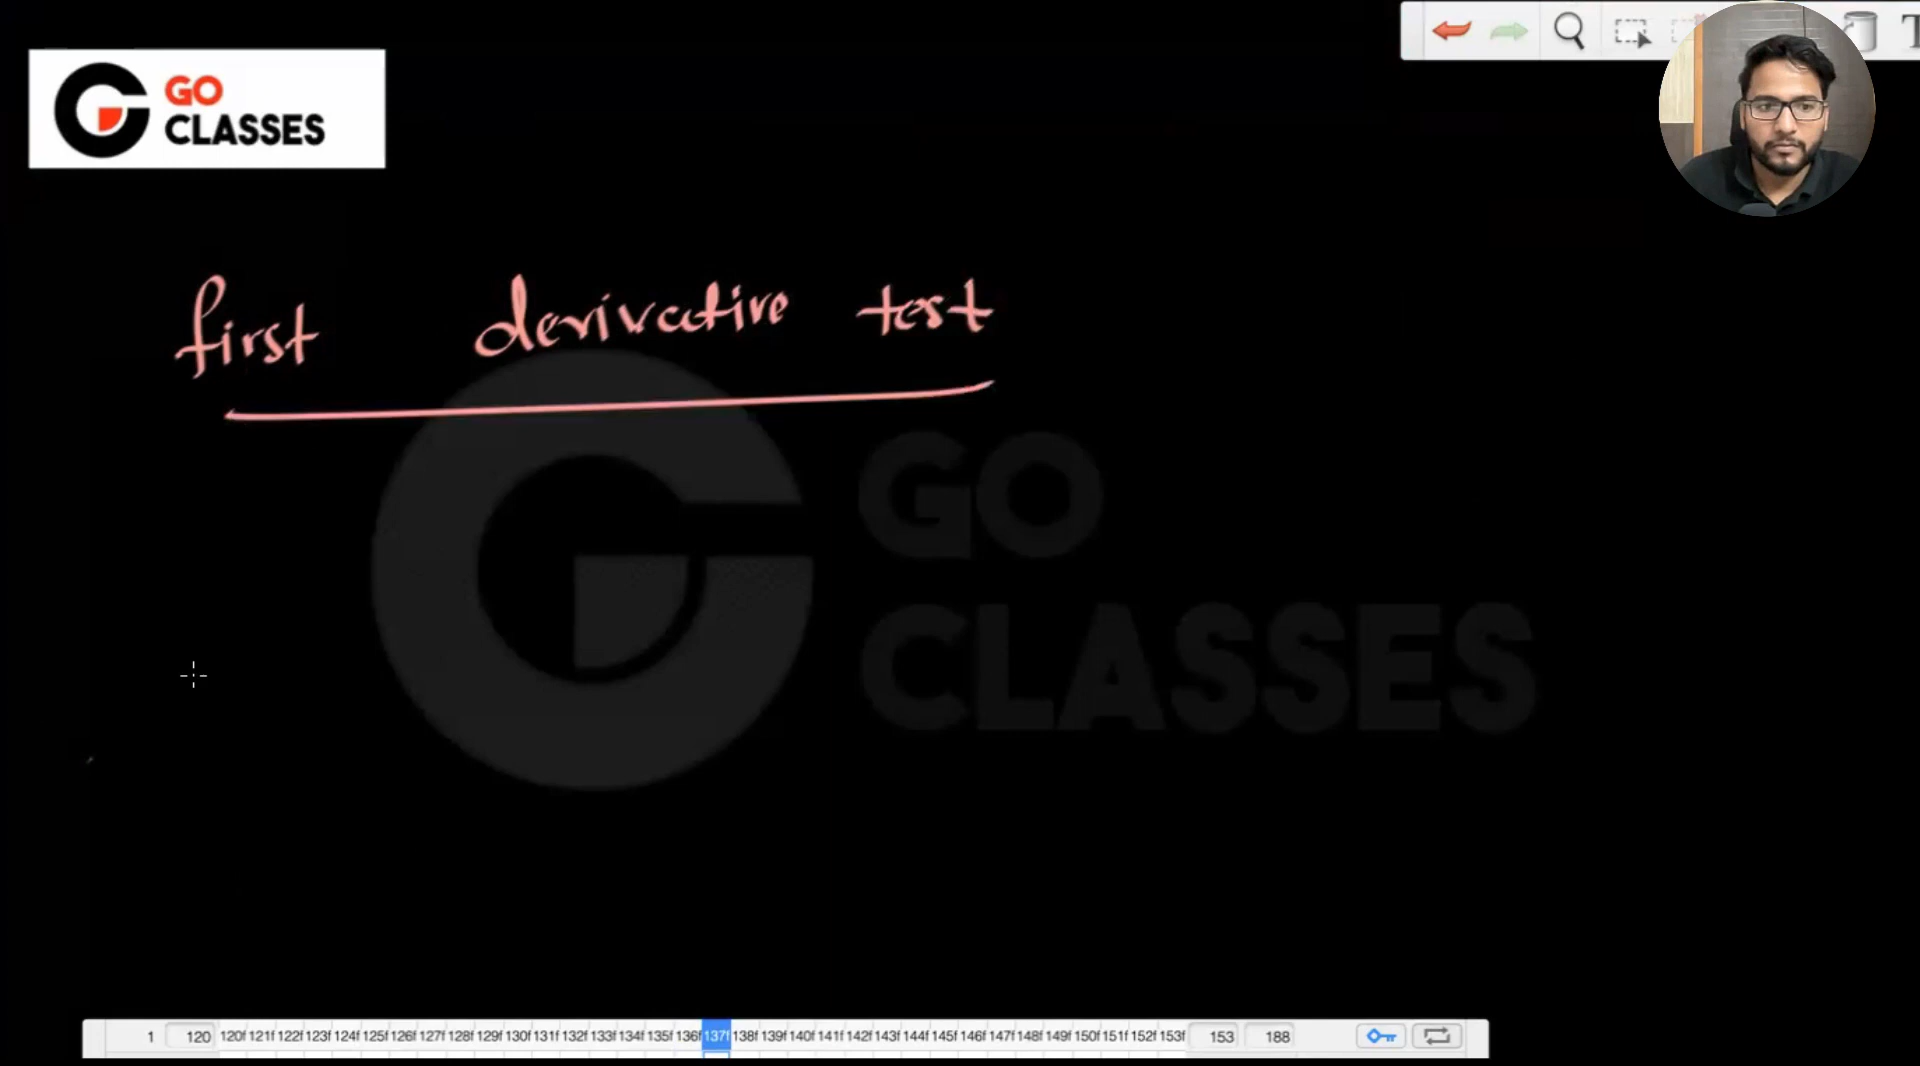 GO
CLASSES
T
first derivative test
GO
CLASSES
1 120 120f 121f 122f 123f 124f 125f 126f 127f 128f 129f 130f 131f 132f 133f 134f 135f 136f 137f 138f 139f 140f 141f 142f 143f 144f 145f 146f 147f 148f 149f 150f 151f 152f 153f 153 188